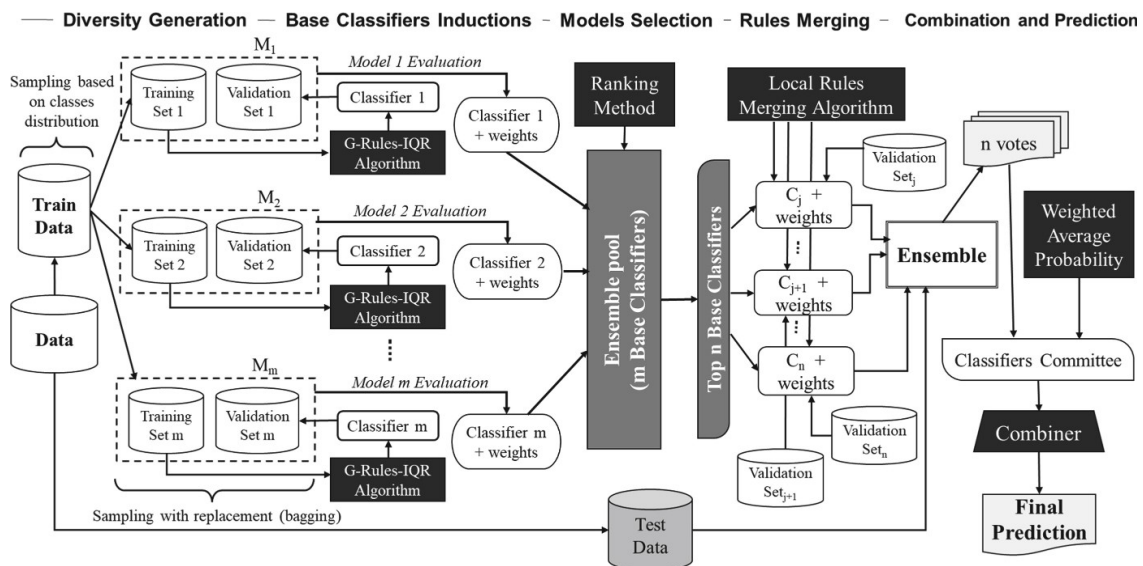 Diversity Generation – Base Classifiers Inductions – Models Selection – Rules Merging – Combination and Prediction
Sampling based
on classes
distribution
Train
Data
Data
M1
Training
Set 1
Validation
Set 1
Model 1 Evaluation
Classifier 1
G-Rules-IQR
Algorithm
Classifier 1
+ weights
M2
Training
Set 2
Validation
Set 2
Model 2 Evaluation
Classifier 2
G-Rules-IQR
Algorithm
Classifier 2
+ weights
Mm
Training
Set m
Validation
Set m
Model m Evaluation
Classifier m
G-Rules-IQR
Algorithm
Classifier m
+ weights
Sampling with replacement (bagging)
Ranking
Method
Ensemble pool
(m Base Classifiers)
Top n Base Classifiers
Local Rules
Merging Algorithm
Validation
Setj
Cj +
weights
Cj+1 +
weights
Cn +
weights
Validation
Setn
Validation
Setj+1
Test
Data
Ensemble
n votes
Weighted
Average
Probability
Classifiers Committee
Combiner
Final
Prediction